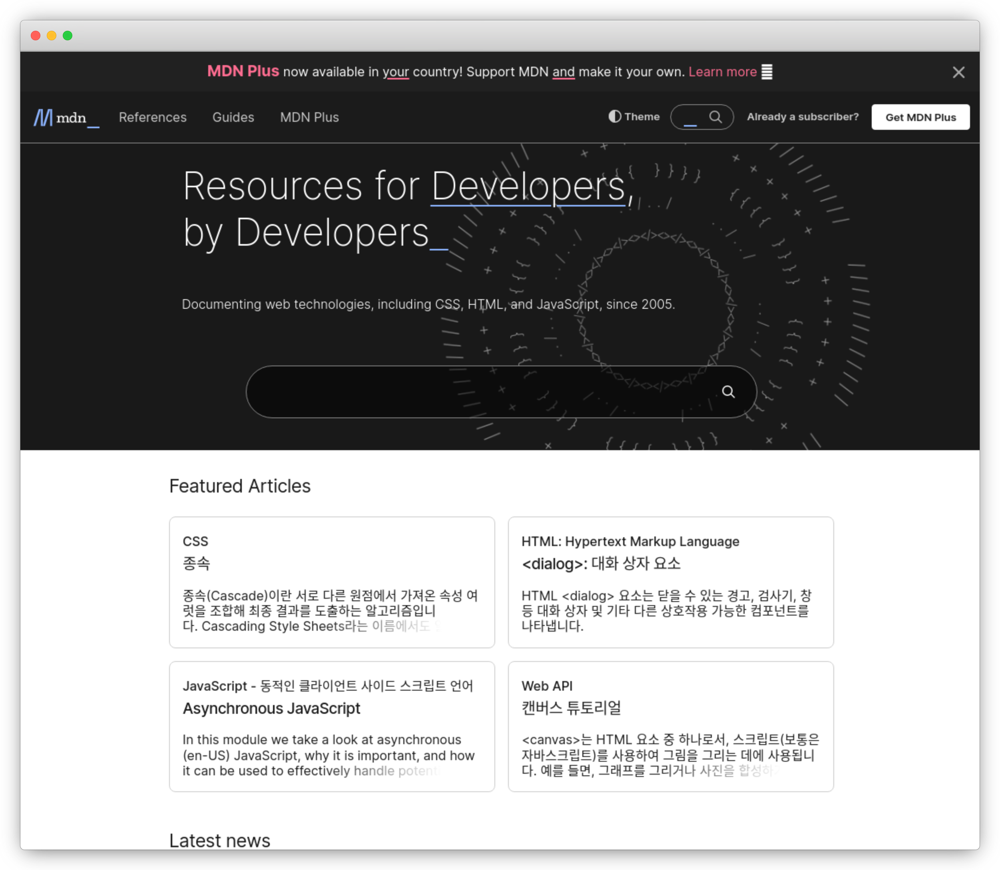 MDN Plus now available in your country! Support MDN and make it your own. Learn more
mdn_
References Guides MDN Plus
Theme
Already a subscriber?
Get MDN Plus
Resources for Developers,
by Developers_
Documenting web technologies, including CSS, HTML, and JavaScript, since 2005.
Featured Articles
CSS
종속
종속(Cascade)이란 서로 다른 원점에서 가져온 속성 여
럿을 조합해 최종 결과를 도출하는 알고리즘입니
다. Cascading Style Sheets라는 이름에서도
HTML: Hypertext Markup Language
<dialog>: 대화 상자 요소
HTML <dialog> 요소는 닫을 수 있는 경고, 검사기, 창
등 대화 상자 및 기타 다른 상호작용 가능한 컴포넌트를
나타냅니다.
JavaScript - 동적인 클라이언트 사이드 스크립트 언어
Asynchronous JavaScript
In this module we take a look at asynchronous
(en-US) JavaScript, why it is important, and how
it can be used to effectively handle
Web API
캔버스 튜토리얼
<canvas>는 HTML 요소 중 하나로서, 스크립트(보통은
자바스크립트)를 사용하여 그림을 그리는 데에 사용됩니
다. 예를 들면, 그래프를 그리거나 사진을
Latest news